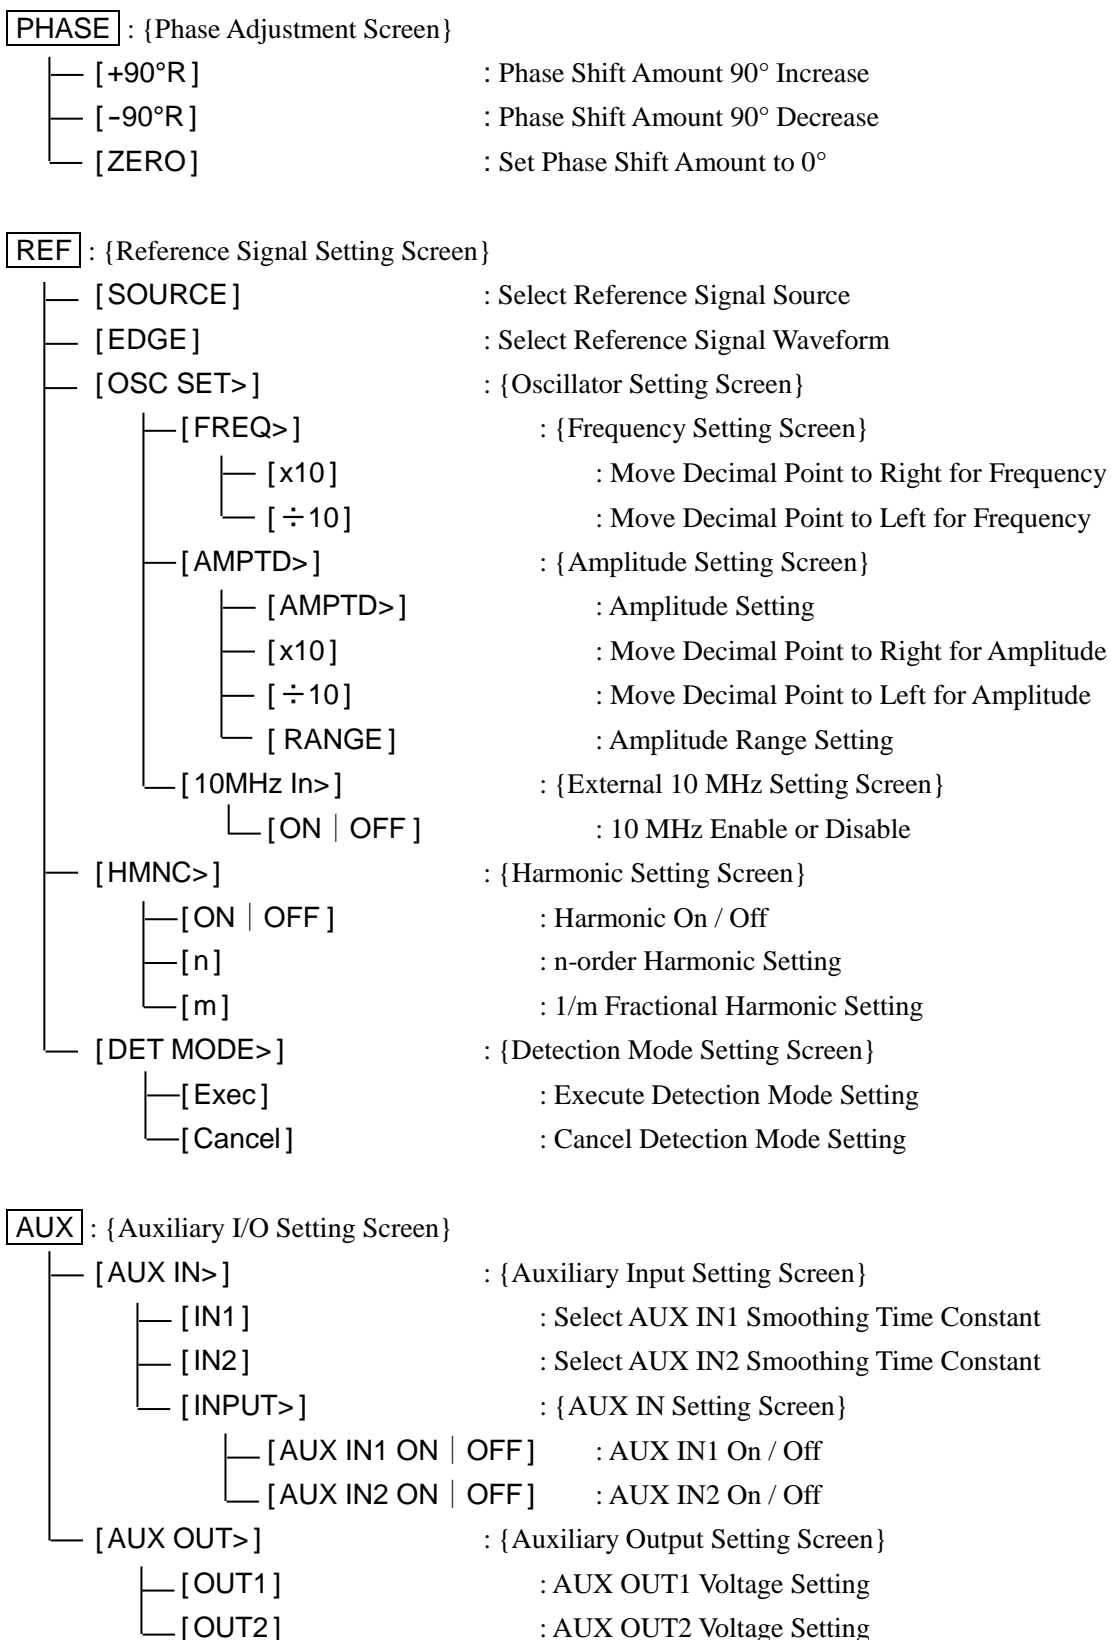 PHASE : {Phase Adjustment Screen}
[+90°R] : Phase Shift Amount 90° Increase
[-90°R] : Phase Shift Amount 90° Decrease
[ZERO] : Set Phase Shift Amount to 0°
REF : {Reference Signal Setting Screen}
[SOURCE] : Select Reference Signal Source
[EDGE] : Select Reference Signal Waveform
[OSC SET>] : {Oscillator Setting Screen}
[FREQ>] : {Frequency Setting Screen}
[x10] : Move Decimal Point to Right for Frequency
[÷10] : Move Decimal Point to Left for Frequency
[AMPTD>] : {Amplitude Setting Screen}
[AMPTD>] : Amplitude Setting
[x10] : Move Decimal Point to Right for Amplitude
[÷10] : Move Decimal Point to Left for Amplitude
[RANGE] : Amplitude Range Setting
[10MHz In>] : {External 10 MHz Setting Screen}
[ON｜OFF] : 10 MHz Enable or Disable
[HMNC>] : {Harmonic Setting Screen}
[ON｜OFF] : Harmonic On / Off
[n] : n-order Harmonic Setting
[m] : 1/m Fractional Harmonic Setting
[DET MODE>] : {Detection Mode Setting Screen}
[Exec] : Execute Detection Mode Setting
[Cancel] : Cancel Detection Mode Setting
AUX : {Auxiliary I/O Setting Screen}
[AUX IN>] : {Auxiliary Input Setting Screen}
[IN1] : Select AUX IN1 Smoothing Time Constant
[IN2] : Select AUX IN2 Smoothing Time Constant
[INPUT>] : {AUX IN Setting Screen}
[AUX IN1 ON｜OFF] : AUX IN1 On / Off
[AUX IN2 ON｜OFF] : AUX IN2 On / Off
[AUX OUT>] : {Auxiliary Output Setting Screen}
[OUT1] : AUX OUT1 Voltage Setting
[OUT2] : AUX OUT2 Voltage Setting